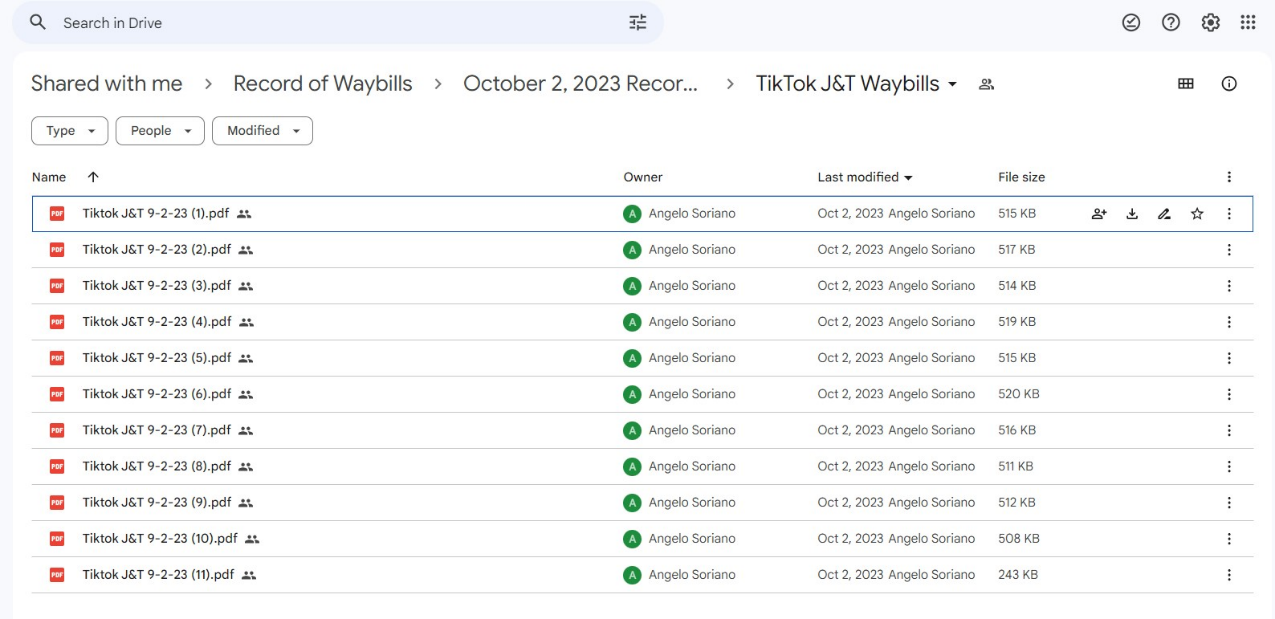 Search in Drive
Shared with me > Record of Waybills > October 2, 2023 Recor... > TikTok J&T Waybills
Type People Modified
Name Owner Last modified File size
PDF Tiktok J&T 9-2-23 (1).pdf A Angelo Soriano Oct 2, 2023 Angelo Soriano 515 KB
PDF Tiktok J&T 9-2-23 (2).pdf A Angelo Soriano Oct 2, 2023 Angelo Soriano 517 KB
PDF Tiktok J&T 9-2-23 (3).pdf A Angelo Soriano Oct 2, 2023 Angelo Soriano 514 KB
PDF Tiktok J&T 9-2-23 (4).pdf A Angelo Soriano Oct 2, 2023 Angelo Soriano 519 KB
PDF Tiktok J&T 9-2-23 (5).pdf A Angelo Soriano Oct 2, 2023 Angelo Soriano 515 KB
PDF Tiktok J&T 9-2-23 (6).pdf A Angelo Soriano Oct 2, 2023 Angelo Soriano 520 KB
PDF Tiktok J&T 9-2-23 (7).pdf A Angelo Soriano Oct 2, 2023 Angelo Soriano 516 KB
PDF Tiktok J&T 9-2-23 (8).pdf A Angelo Soriano Oct 2, 2023 Angelo Soriano 511 KB
PDF Tiktok J&T 9-2-23 (9).pdf A Angelo Soriano Oct 2, 2023 Angelo Soriano 512 KB
PDF Tiktok J&T 9-2-23 (10).pdf A Angelo Soriano Oct 2, 2023 Angelo Soriano 508 KB
PDF Tiktok J&T 9-2-23 (11).pdf A Angelo Soriano Oct 2, 2023 Angelo Soriano 243 KB